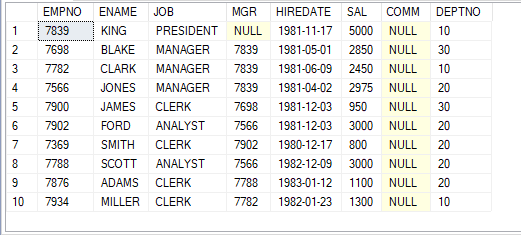 EMPNO ENAME JOB MGR HIREDATE SAL COMM DEPTNO
1 7839 KING PRESIDENT NULL 1981-11-17 5000 NULL 10
2 7698 BLAKE MANAGER 7839 1981-05-01 2850 NULL 30
3 7782 CLARK MANAGER 7839 1981-06-09 2450 NULL 10
4 7566 JONES MANAGER 7839 1981-04-02 2975 NULL 20
5 7900 JAMES CLERK 7698 1981-12-03 950 NULL 30
6 7902 FORD ANALYST 7566 1981-12-03 3000 NULL 20
7 7369 SMITH CLERK 7902 1980-12-17 800 NULL 20
8 7788 SCOTT ANALYST 7566 1982-12-09 3000 NULL 20
9 7876 ADAMS CLERK 7788 1983-01-12 1100 NULL 20
10 7934 MILLER CLERK 7782 1982-01-23 1300 NULL 10